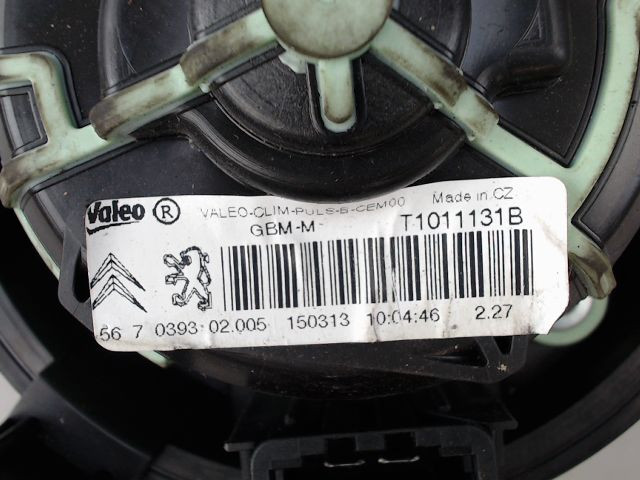 Valeo ® VALEO-CLIM-PULS-B-CEM00 Made in CZ
GBM-M- T1011131B
56 7 0393 02.005 150313 10:04:46 2.27